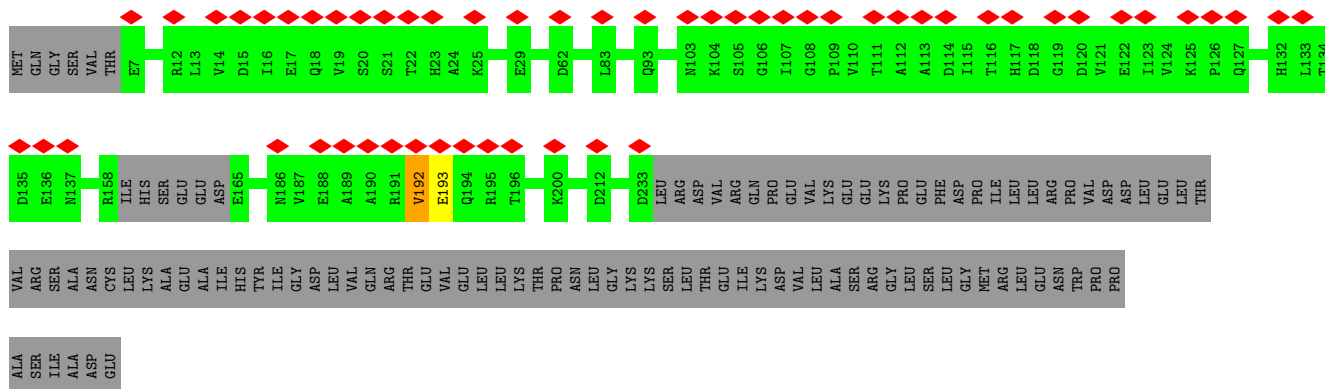 MET GLN GLY SER VAL THR E7 R12 L13 V14 D15 I16 E17 Q18 V19 S20 S21 T22 H23 A24 K25 E29 D62 L83 Q93 N103 K104 S105 G106 I107 G108 P109 V110 T111 A112 A113 D114 I115 T116 H117 D118 G119 D120 V121 E122 I123 V124 K125 P126 Q127 H132 L133 T134
D135 E136 N137 R158 ILE HIS SER GLU GLU ASP E165 N186 V187 E188 A189 A190 R191 V192 E193 Q194 R195 T196 K200 D212 D233 LEU ARG ASP VAL ARG GLN PRO GLU VAL LYS GLU GLU LYS PRO GLU PHE ASP PRO ILE LEU LEU ARG PRO VAL ASP ASP LEU GLU LEU THR
VAL ARG SER ALA ASN CYS LEU LYS ALA GLU ALA ILE HIS TYR ILE GLY ASP LEU VAL GLN ARG THR GLU VAL GLU LEU LEU LYS THR PRO ASN LEU GLY LYS LYS SER LEU THR GLU ILE LYS ASP VAL LEU ALA SER ARG GLY LEU SER LEU GLY MET ARG LEU GLU ASN TRP PRO PRO
ALA SER ILE ALA ASP GLU